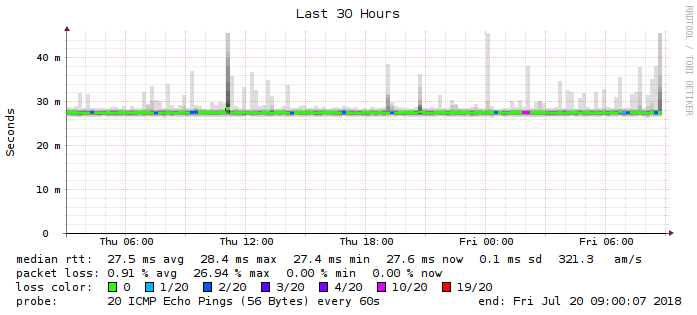 Last 30 Hours
RRDTOOL / TOBI OETIKER
Seconds
40 m
30 m
20 m
10 m
0
Thu 06:00 Thu 12:00 Thu 18:00 Fri 00:00 Fri 06:00
median rtt: 27.5 ms avg 28.4 ms max 27.4 ms min 27.6 ms now 0.1 ms sd 321.3 am/s
packet loss: 0.91 % avg 26.94 % max 0.00 % min 0.00 % now
loss color: 0 1/20 2/20 3/20 4/20 10/20 19/20
probe: 20 ICMP Echo Pings (56 Bytes) every 60s end: Fri Jul 20 09:00:07 2018